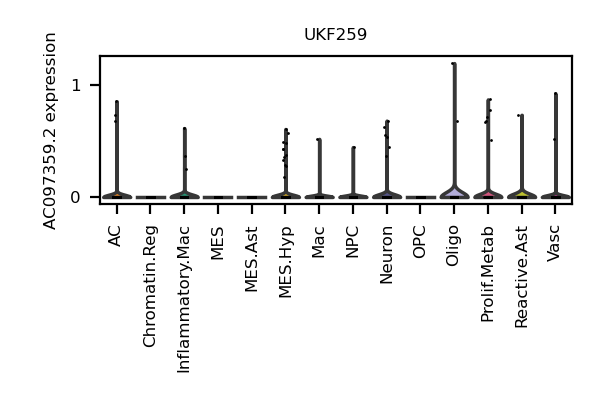 UKF259
AC097359.2 expression
1
0
AC
Chromatin.Reg
Inflammatory.Mac
MES
MES.Ast
MES.Hyp
Mac
NPC
Neuron
OPC
Oligo
Prolif.Metab
Reactive.Ast
Vasc